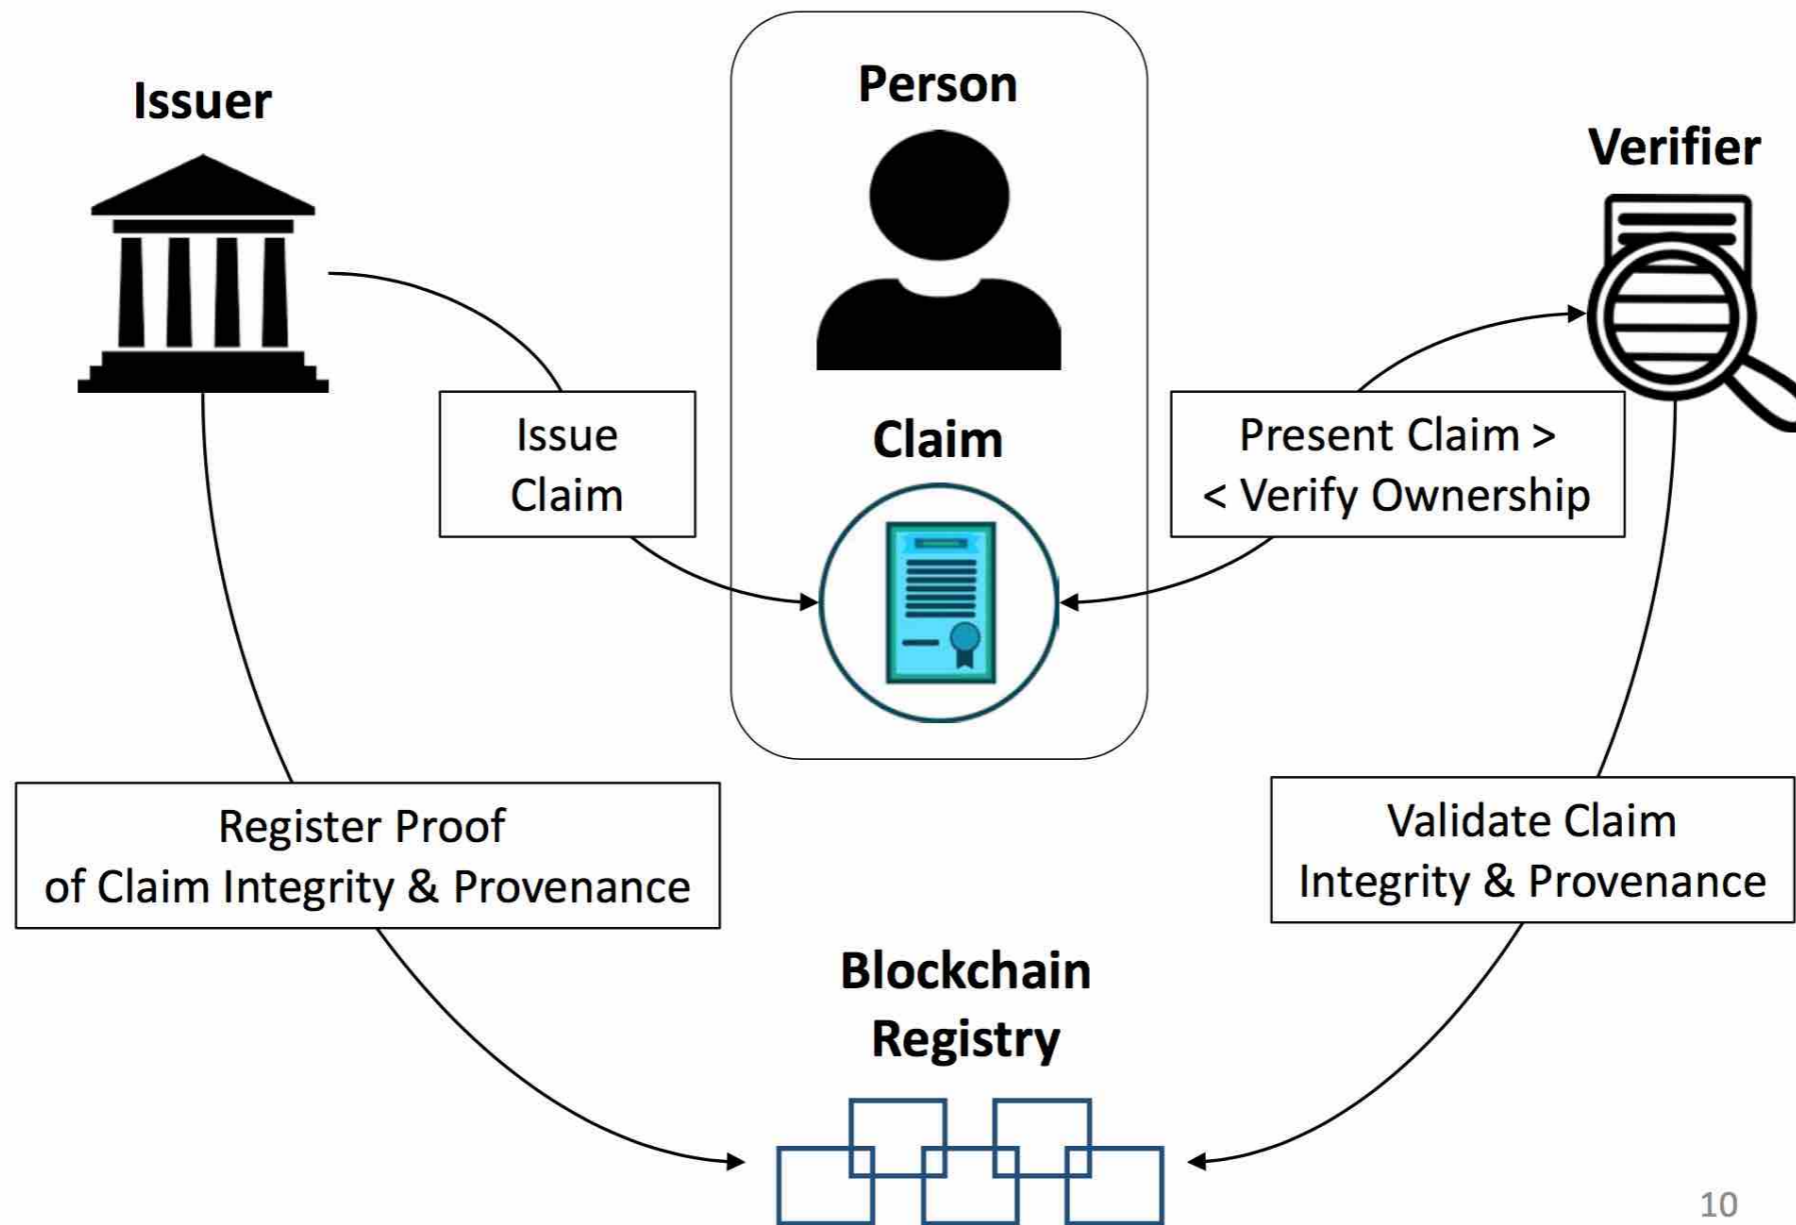 Issuer
Person
Verifier
Issue
Claim
Claim
Present Claim >
< Verify Ownership
Register Proof
of Claim Integrity & Provenance
Validate Claim
Integrity & Provenance
Blockchain
Registry
10